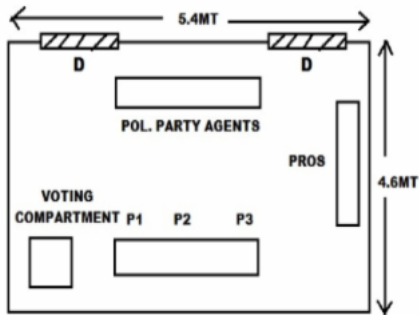 5.4MT
D D
POL. PARTY AGENTS
PROS
4.6MT
VOTING
COMPARTMENT P1 P2 P3